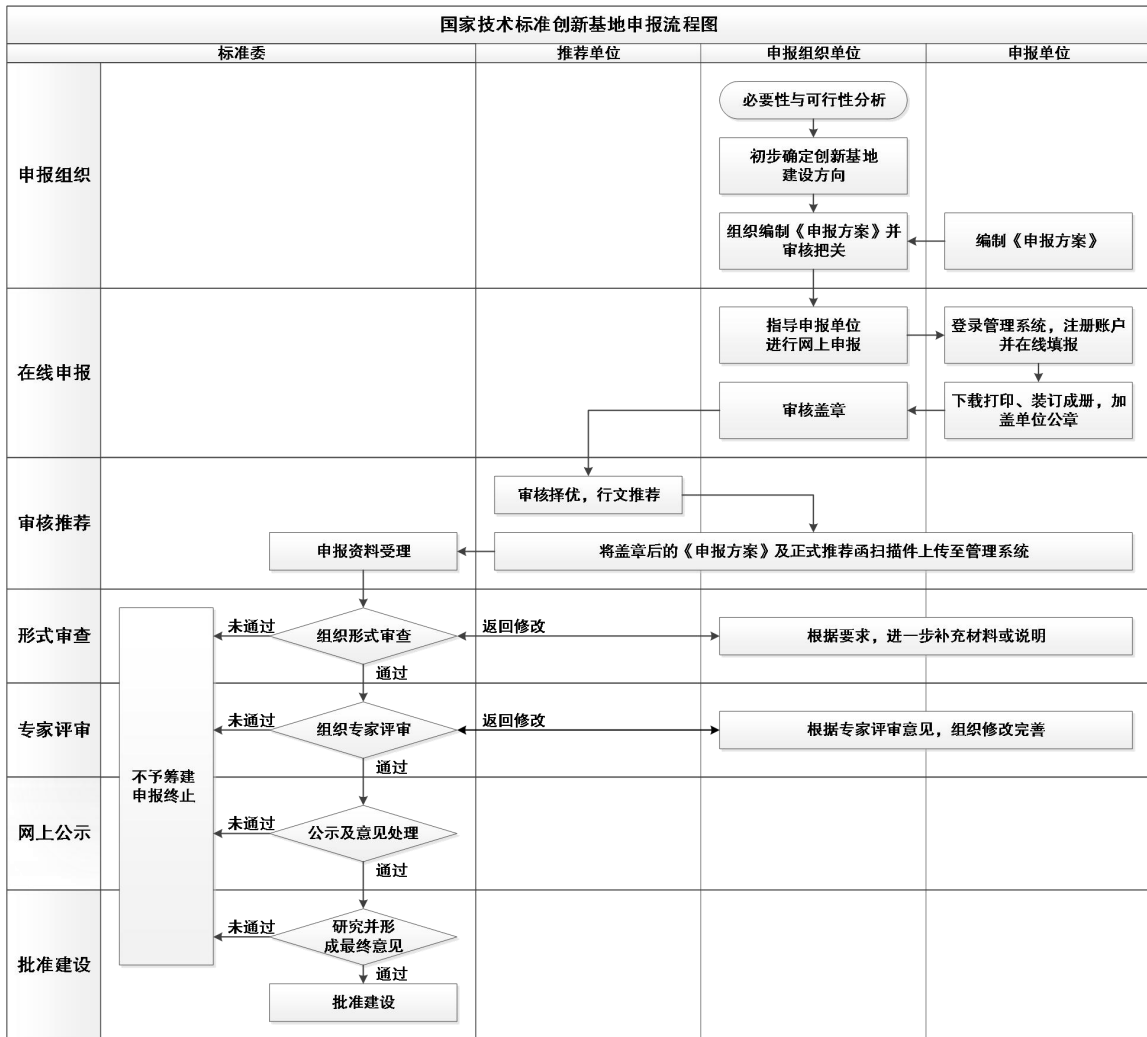 国家技术标准创新基地申报流程图
标准委
推荐单位
申报组织单位
申报单位
申报组织
必要性与可行性分析
初步确定创新基地
建设方向
组织编制《申报方案》并
审核把关
编制《申报方案》
在线申报
指导申报单位
进行网上申报
登录管理系统，注册账户
并在线填报
审核盖章
下载打印、装订成册，加
盖单位公章
审核推荐
审核择优，行文推荐
申报资料受理
将盖章后的《申报方案》及正式推荐函扫描件上传至管理系统
形式审查
未通过
组织形式审查
返回修改
根据要求，进一步补充材料或说明
通过
专家评审
未通过
组织专家评审
返回修改
根据专家评审意见，组织修改完善
通过
不予筹建
申报终止
网上公示
未通过
公示及意见处理
通过
批准建设
未通过
研究并形
成最终意见
通过
批准建设